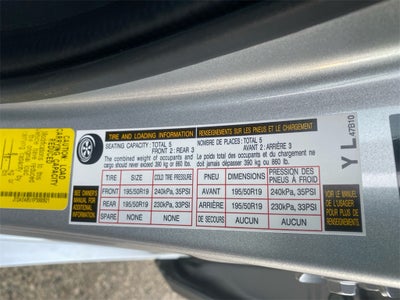 TIRE AND LOADING INFORMATION
SEATING CAPACITY: TOTAL 5
FRONT 2: REAR 3
The combined weight of occupants and
cargo should never exceed 390 kg or 860 lbs.
RENSEIGNEMENTS SUR LES PNEUS ET LE CHARGEMENT
NOMBRE DE PLACES: TOTAL 5
AVANT 2: ARRIÈRE 3
Le poids total des occupants et du chargement ne
doit jamais dépasser 390 kg ou 860 lb.
TIRE SIZE COLD TIRE PRESSURE
FRONT 195/50R19 240kPa, 35PSI
REAR 195/50R19 230kPa, 33PSI
SPARE NONE NONE
PNEU DIMENSIONS PRESSION DES PNEUS À FROID
AVANT 195/50R19 240kPa, 35PSI
ARRIÈRE 195/50R19 230kPa, 33PSI
DE SECOURS AUCUN AUCUN
SEE OWNER'S
MANUAL FOR
ADDITIONAL
INFORMATION
VOIR LE MANUEL
DE L'USAGER
POUR PLUS DE
RENSEIGNEMENTS
YL
47B10
CAUTION LOAD
CARRYING CAPACITY
REDUCED